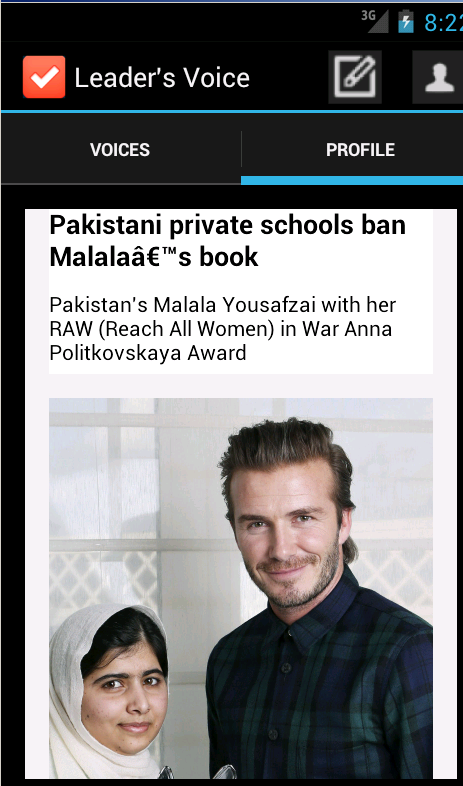 3G 8:22
Leader's Voice
VOICES PROFILE
Pakistani private schools ban
Malalaâ€™s book
Pakistan's Malala Yousafzai with her
RAW (Reach All Women) in War Anna
Politkovskaya Award